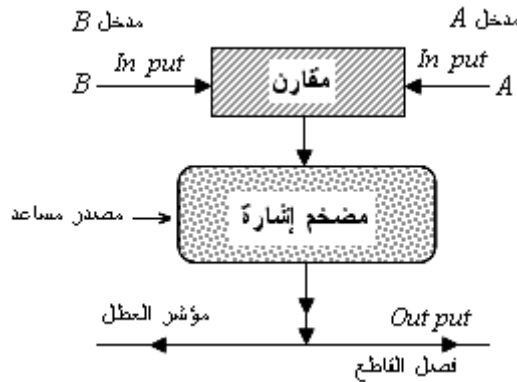 مدخل A
مدخل B
In put
In put
A
B
مقارن
مضخم إشارة
مصدر مساعد
مؤشر العطل
Out put
فصل القاطع